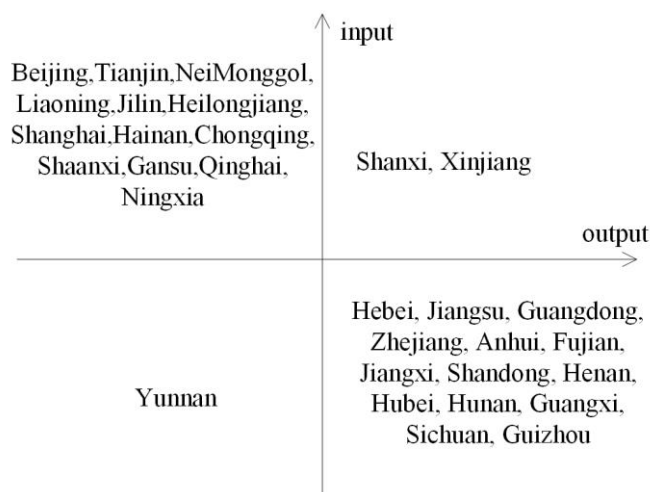 input
Beijing,Tianjin,NeiMonggol,
Liaoning,Jilin,Heilongjiang,
Shanghai,Hainan,Chongqing,
Shaanxi,Gansu,Qinghai,
Ningxia
Shanxi, Xinjiang
output
Hebei, Jiangsu, Guangdong,
Zhejiang, Anhui, Fujian,
Jiangxi, Shandong, Henan,
Hubei, Hunan, Guangxi,
Sichuan, Guizhou
Yunnan